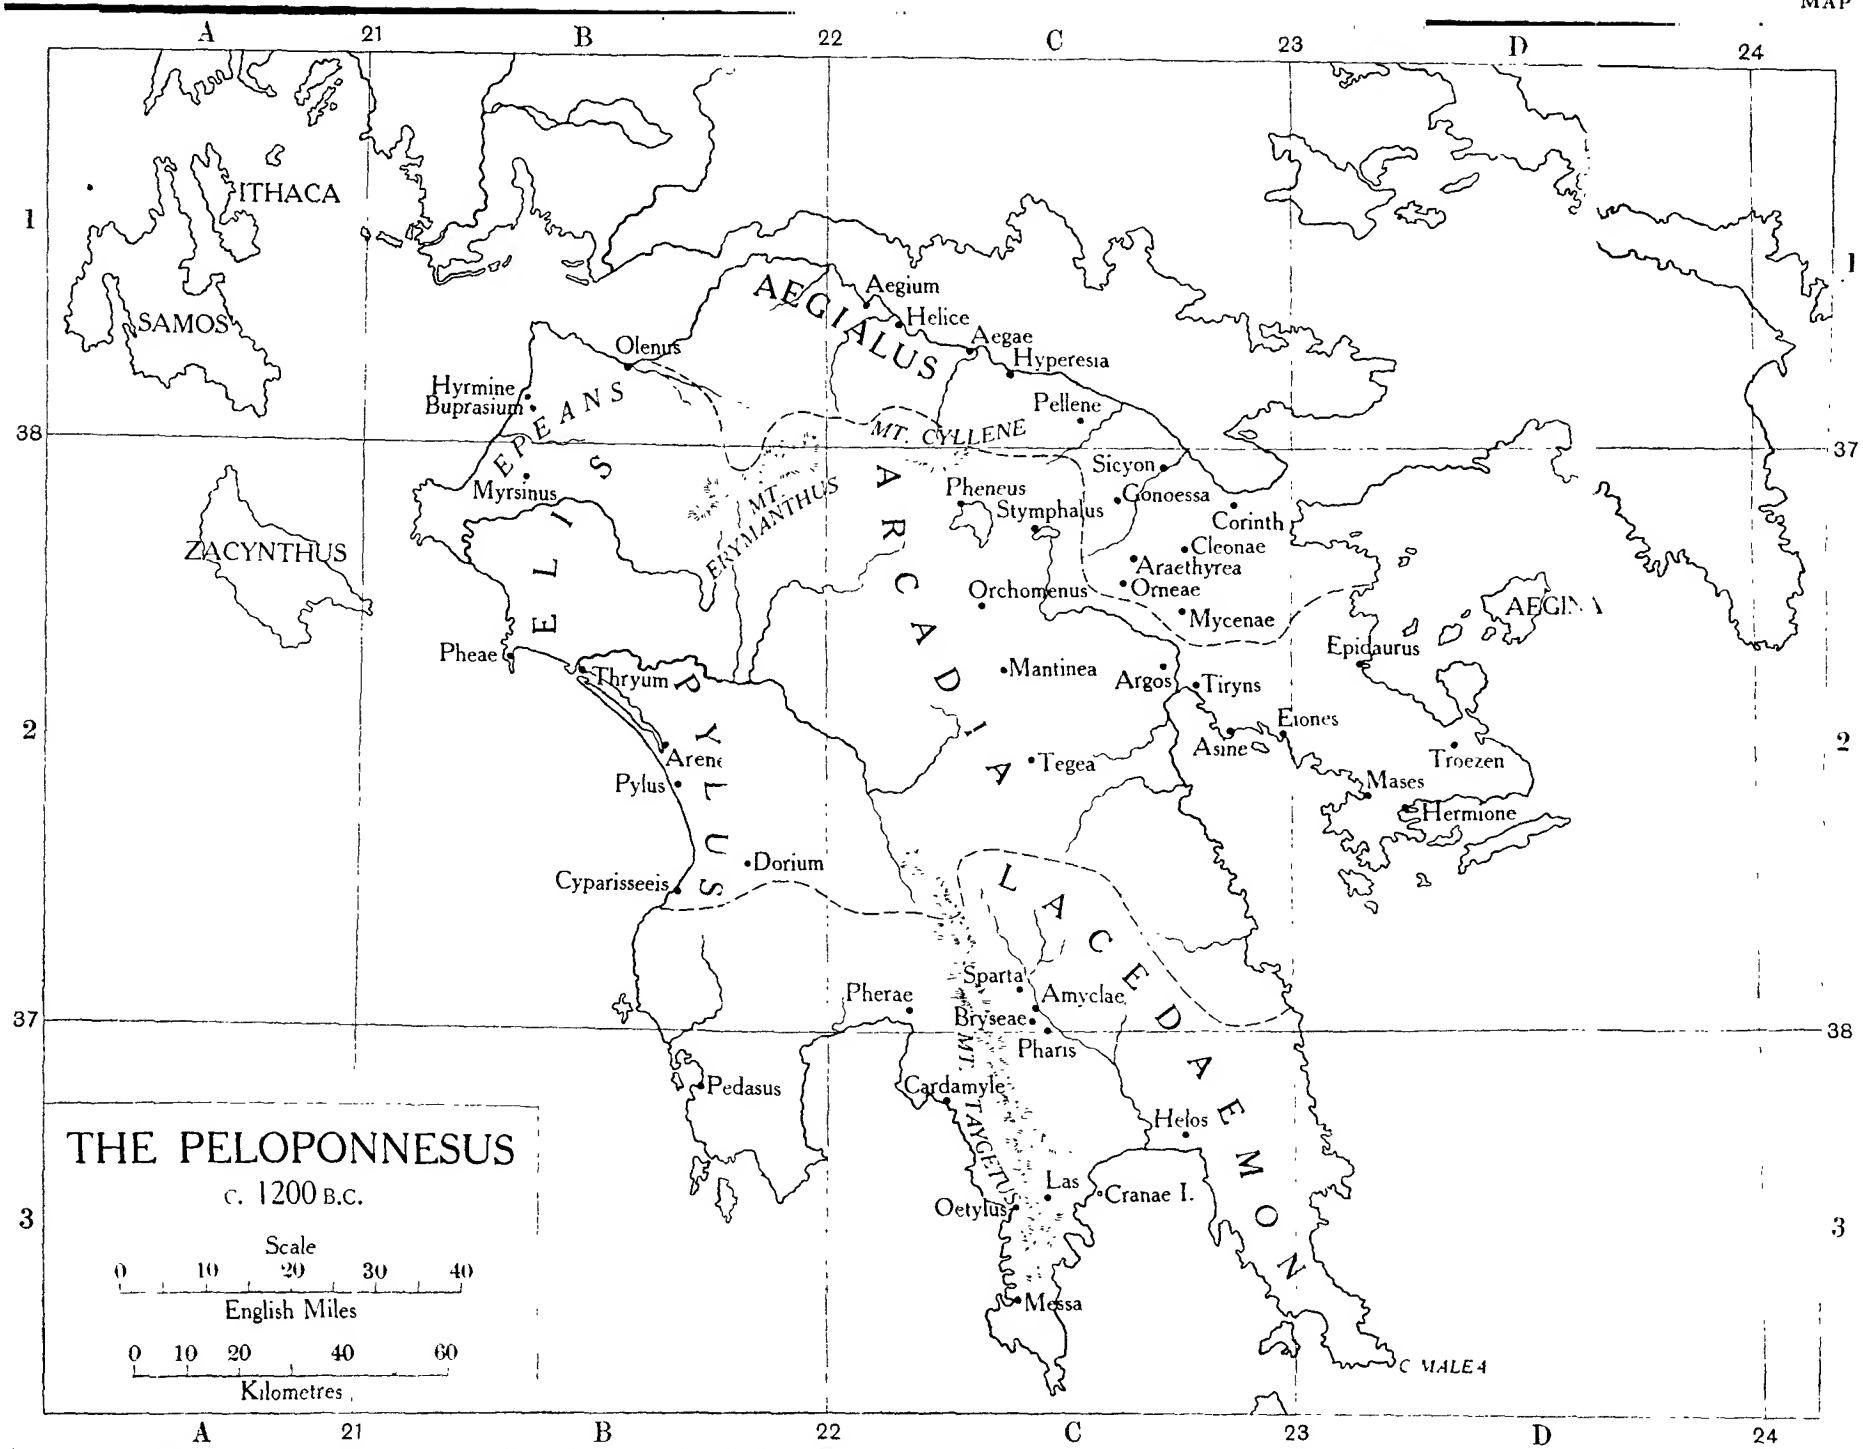 MAP
A 21 B 22 C 23 D 24
1
ITHACA
1
SAMOS
AEGIALUS
Aegium
Helice
Aegae
Hyperesia
Olenus
Hyrmine
Buprasium
EPEANS
Pellene
38
MT. CYLLENE
37
Sicyon
Myrsinus
ELIS
MT. ERYMANTHUS
ARCADIA
Pheneus
Gonoessa
Stymphalus
Corinth
ZACYNTHUS
Cleonae
Araethyrea
Orchomenus
Orneae
AEGINA
Mycenae
Epidaurus
Pheae
Thryum
Mantinea
Argos
Tiryns
PYLUS
2
Eiones
2
Asine
Troezen
Arene
Tegea
Pylus
Mases
Hermione
Dorium
Cyparisseeis
LACEDAEMON
Sparta
Pherae
Amyclae
37
Bryseae
38
Pharis
MT. TAYGETUS
Pedasus
Cardamyle
Helos
THE PELOPONNESUS
C. 1200 B.C.
Las
Cranae I.
Oetylus
3
3
Scale
0 10 20 30 40
English Miles
Messa
0 10 20 40 60
Kilometres
C MALEA
A 21 B 22 C 23 D 24